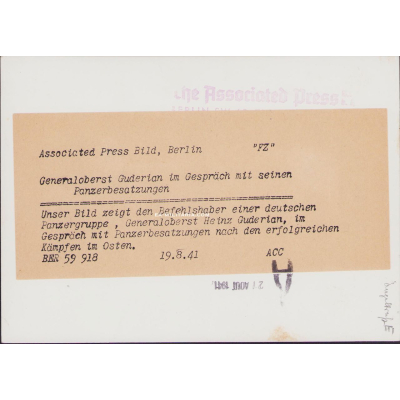 The Associated Press
Associated Press Bild, Berlin "FZ"
Generaloberst Guderian im Gespräch mit seinen
Panzerbesatzungen
Unser Bild zeigt den Befehlshaber einer deutschen
Panzergruppe , Generaloberst Heinz Guderian, im
Gespräch mit Panzerbesatzungen nach den erfolgreichen
Kämpfen im Osten.
BER 59 918 19.8.41 ACC
21 AOUT 1941